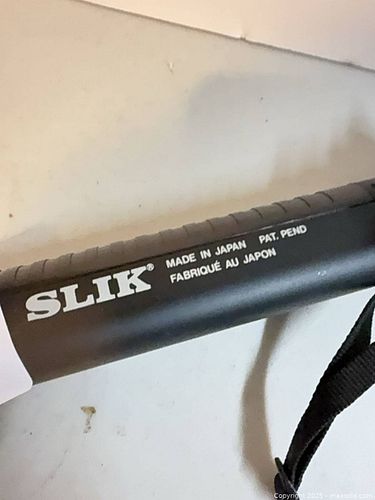 SLIK®
MADE IN JAPAN PAT. PEND
FABRIQUÉ AU JAPON